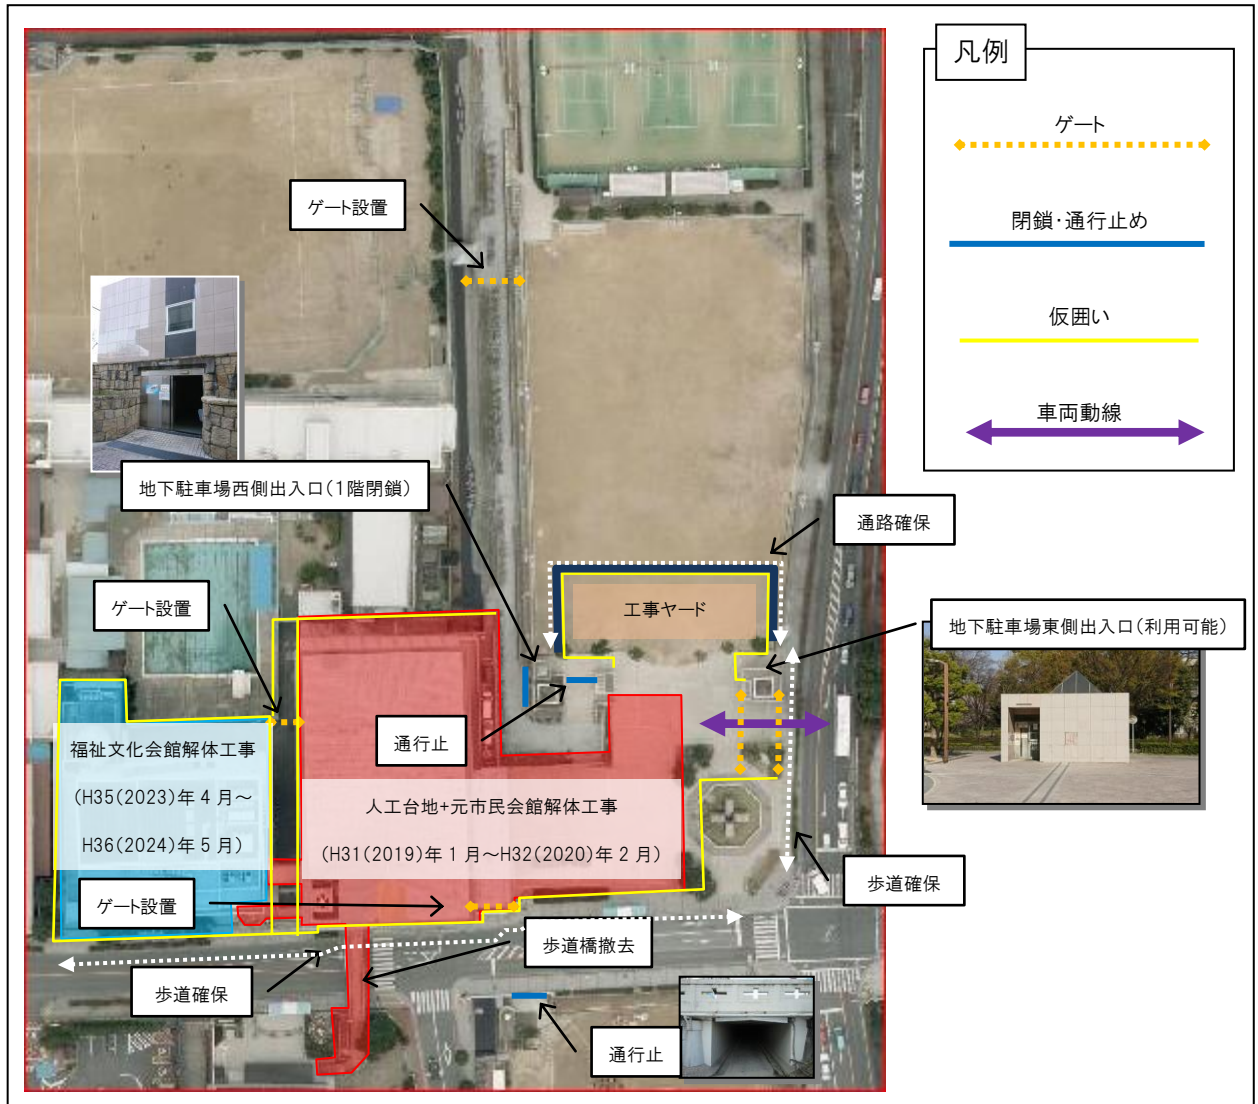 凡例
ゲート
閉鎖・通行止め
仮囲い
車両動線
ゲート設置
地下駐車場西側出入口(1階閉鎖)
通路確保
ゲート設置
工事ヤード
地下駐車場東側出入口(利用可能)
通行止
福祉文化会館解体工事
(H35(2023)年4月～
H36(2024)年5月)
人工台地+元市民会館解体工事
(H31(2019)年1月～H32(2020)年2月)
歩道確保
ゲート設置
歩道橋撤去
歩道確保
通行止